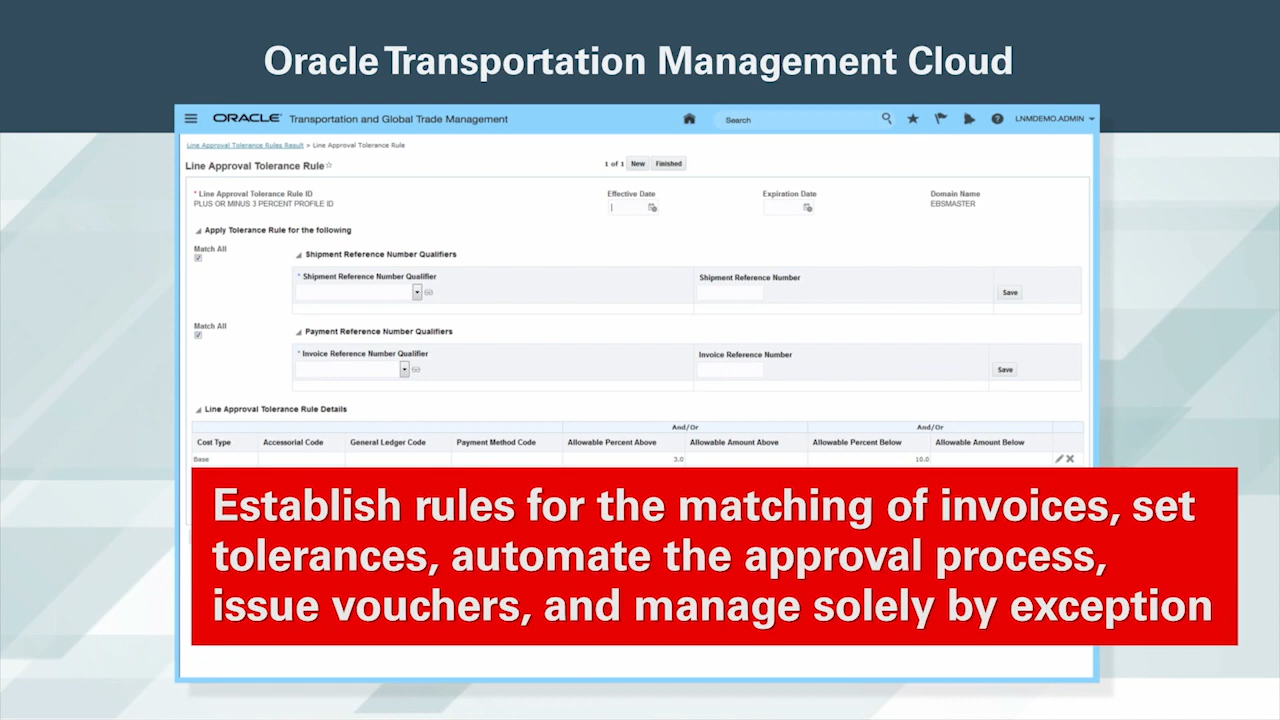 Oracle Transportation Management Cloud
ORACLE Transportation and Global Trade Management
Search
LNMDEMO.ADMIN
Line Approval Tolerance Rules Result > Line Approval Tolerance Rule
Line Approval Tolerance Rule
1 of 1 New Finished
* Line Approval Tolerance Rule ID Effective Date Expiration Date Domain Name
PLUS OR MINUS 3 PERCENT PROFILE ID EBSMASTER
Apply Tolerance Rule for the following
Match All
Shipment Reference Number Qualifiers
* Shipment Reference Number Qualifier Shipment Reference Number
Save
Match All
Payment Reference Number Qualifiers
* Invoice Reference Number Qualifier Invoice Reference Number
Save
Line Approval Tolerance Rule Details
And/Or And/Or
Cost Type Accessorial Code General Ledger Code Payment Method Code Allowable Percent Above Allowable Amount Above Allowable Percent Below Allowable Amount Below
Base 3.0 10.0
Establish rules for the matching of invoices, set
tolerances, automate the approval process,
issue vouchers, and manage solely by exception